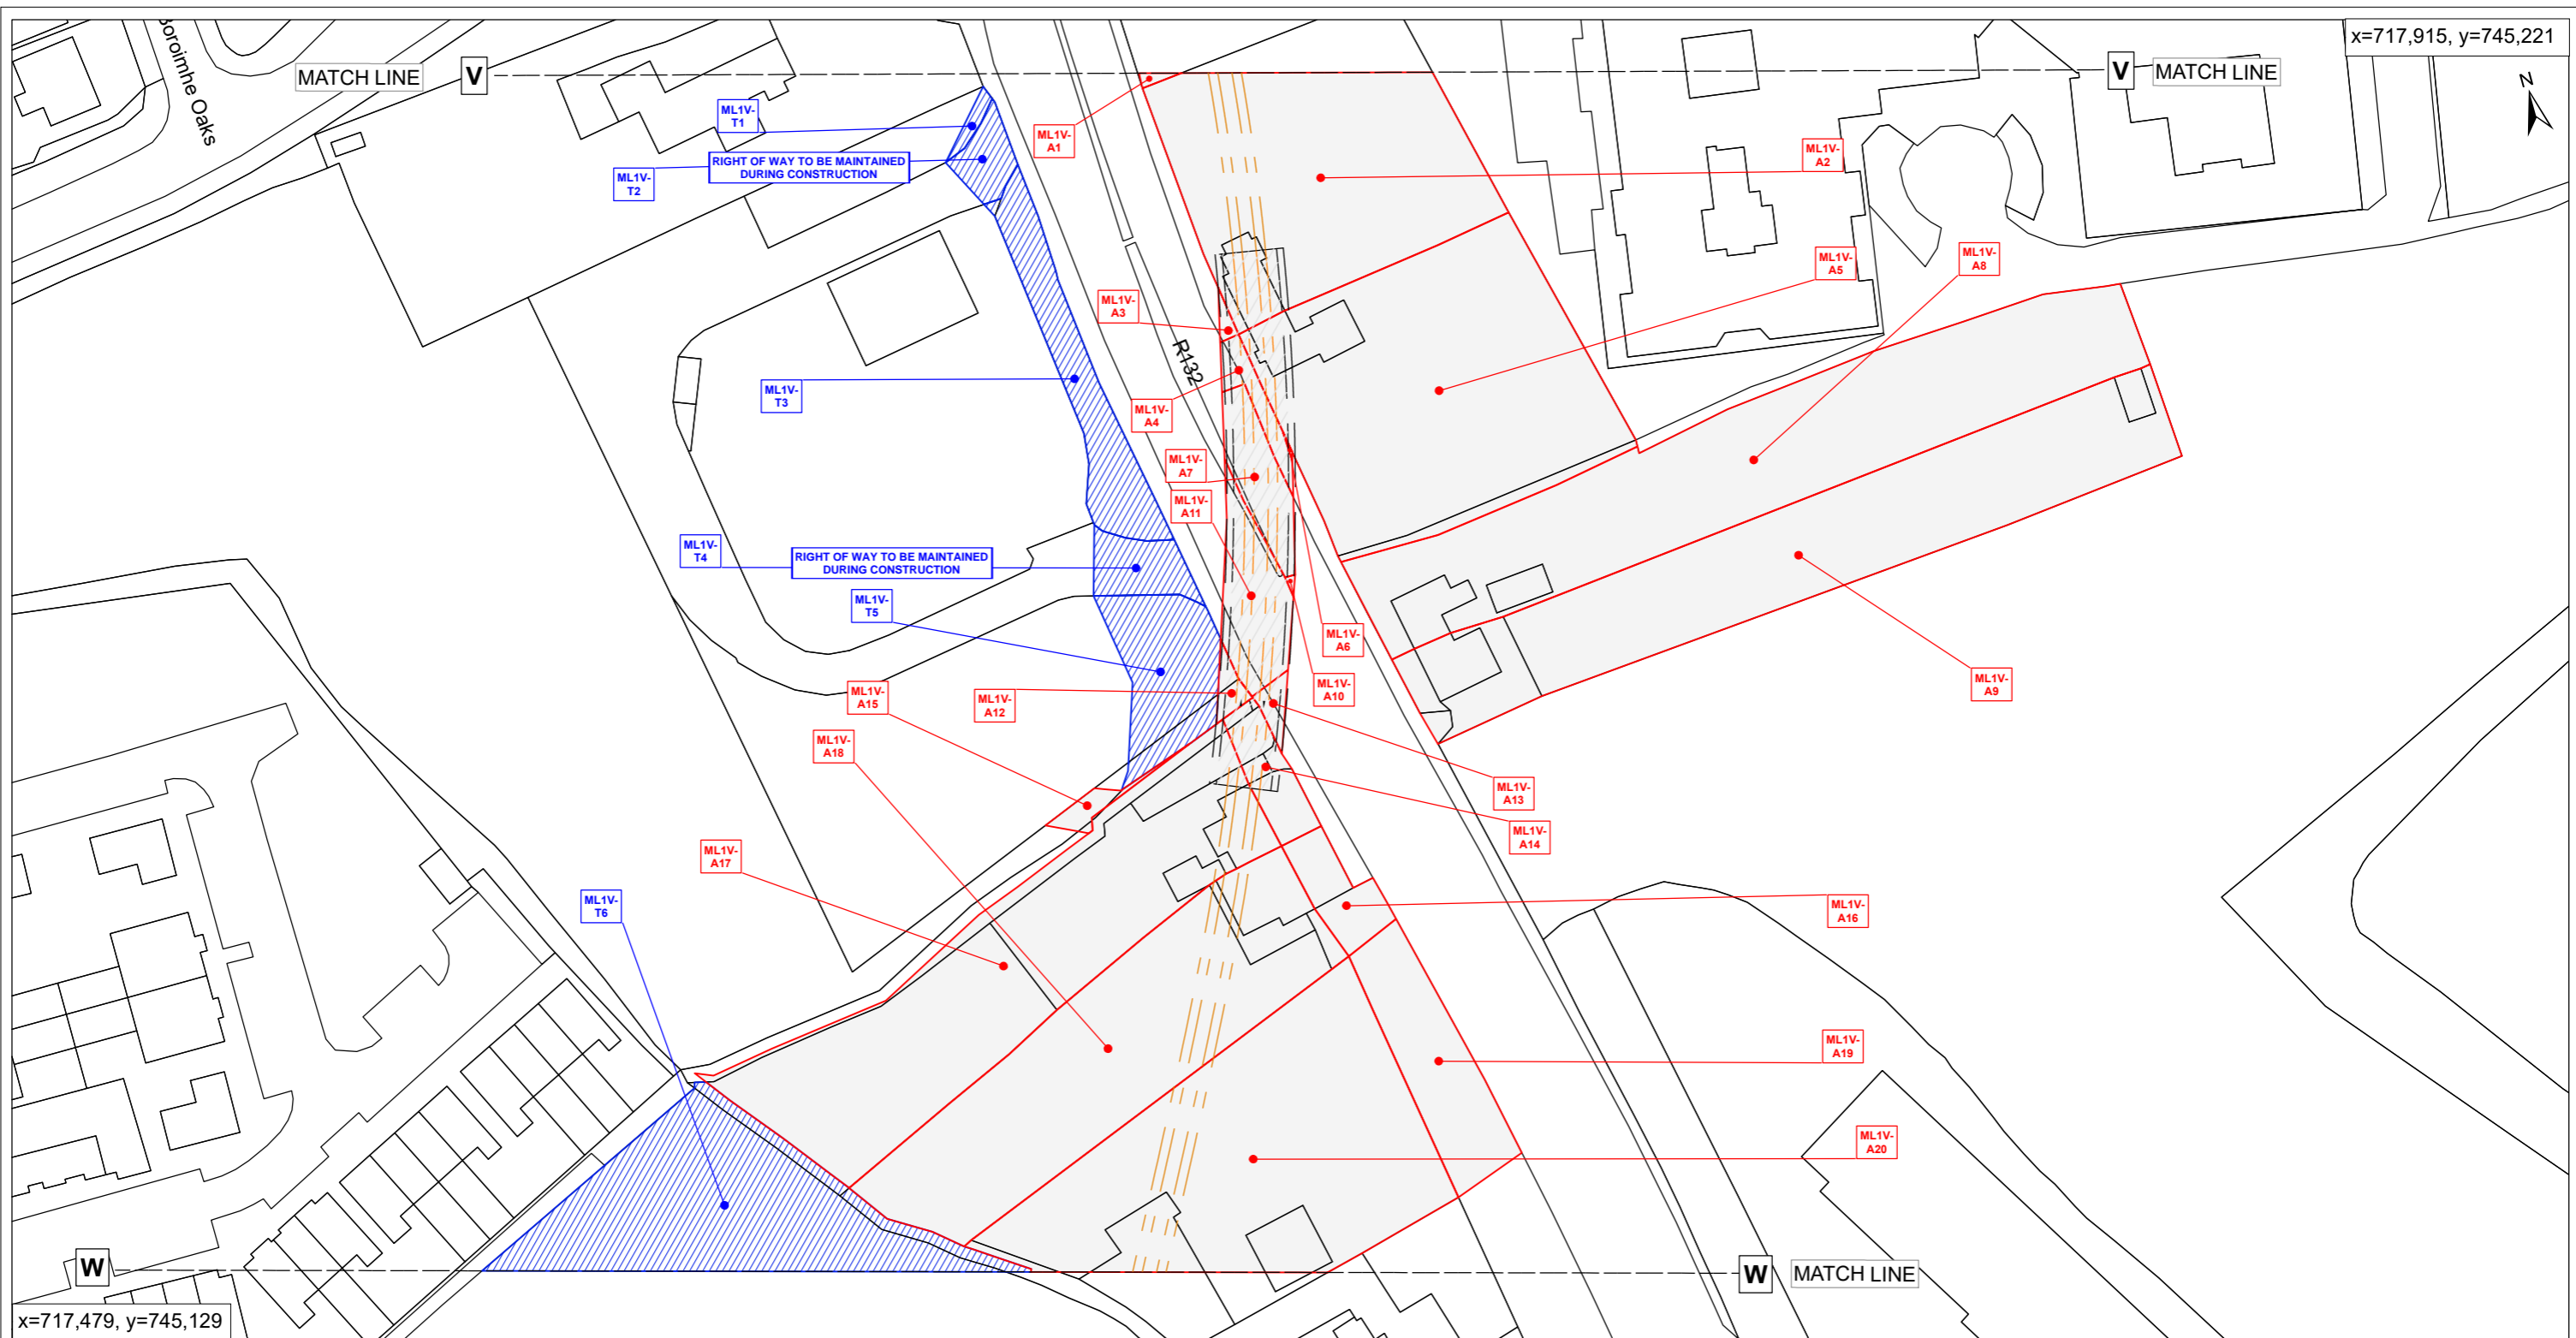 x=717,915, y=745,221
Boroimhe Oaks
MATCH LINE
V
V
MATCH LINE
N
ML1V-
T1
ML1V-
A1
RIGHT OF WAY TO BE MAINTAINED
DURING CONSTRUCTION
ML1V-
A2
ML1V-
T2
ML1V-
A5
ML1V-
A8
ML1V-
A3
R132
ML1V-
T3
ML1V-
A4
ML1V-
A7
ML1V-
A11
ML1V-
T4
RIGHT OF WAY TO BE MAINTAINED
DURING CONSTRUCTION
ML1V-
T5
ML1V-
A6
ML1V-
A10
ML1V-
A9
ML1V-
A15
ML1V-
A12
ML1V-
A18
ML1V-
A13
ML1V-
A14
ML1V-
A17
ML1V-
T6
ML1V-
A16
ML1V-
A19
ML1V-
A20
W
W
MATCH LINE
x=717,479, y=745,129